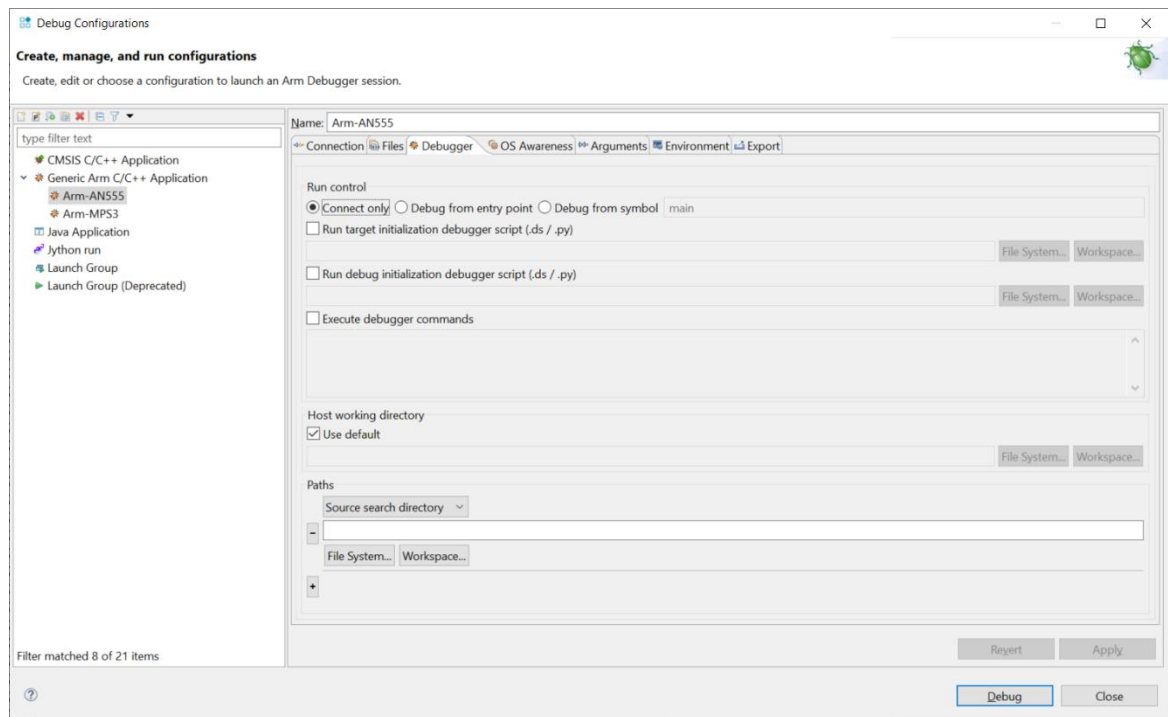 Debug Configurations
Create, manage, and run configurations
Create, edit or choose a configuration to launch an Arm Debugger session.
type filter text
CMSIS C/C++ Application
Generic Arm C/C++ Application
Arm-AN555
Arm-MPS3
Java Application
Jython run
Launch Group
Launch Group (Deprecated)
Filter matched 8 of 21 items
Name: Arm-AN555
Connection Files Debugger OS Awareness Arguments Environment Export
Run control
Connect only Debug from entry point Debug from symbol main
Run target initialization debugger script (.ds / .py)
File System... Workspace...
Run debug initialization debugger script (.ds / .py)
File System... Workspace...
Execute debugger commands
Host working directory
Use default
File System... Workspace...
Paths
Source search directory
-
File System... Workspace...
+
Revert Apply
? Debug Close